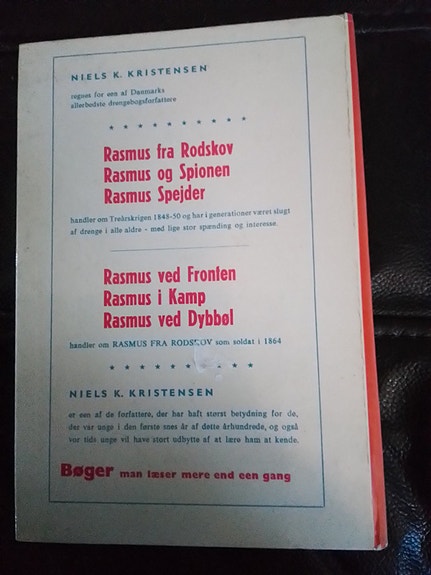 NIELS K. KRISTENSEN
regnet for een af Danmarks
allerbedste drengebogsforfattere
★ ★ ★ ★ ★ ★ ★ ★ ★ ★
Rasmus fra Rodskov
Rasmus og Spionen
Rasmus Spejder
handler om Treårskrigen 1848-50 og har i generationer været slugt
af drenge i alle aldre - med lige stor spænding og interesse.
Rasmus ved Fronten
Rasmus i Kamp
Rasmus ved Dybbøl
handler om RASMUS FRA RODSKOV som soldat i 1864
★ ★ ★ ★ ★ ★ ★ ★ ★ ★
NIELS K. KRISTENSEN
er een af de forfattere, der har haft størst betydning for de,
der var unge i den første snes år af dette århundrede, og også
vor tids unge vil have stort udbytte af at lære ham at kende.
Bøger man læser mere end een gang